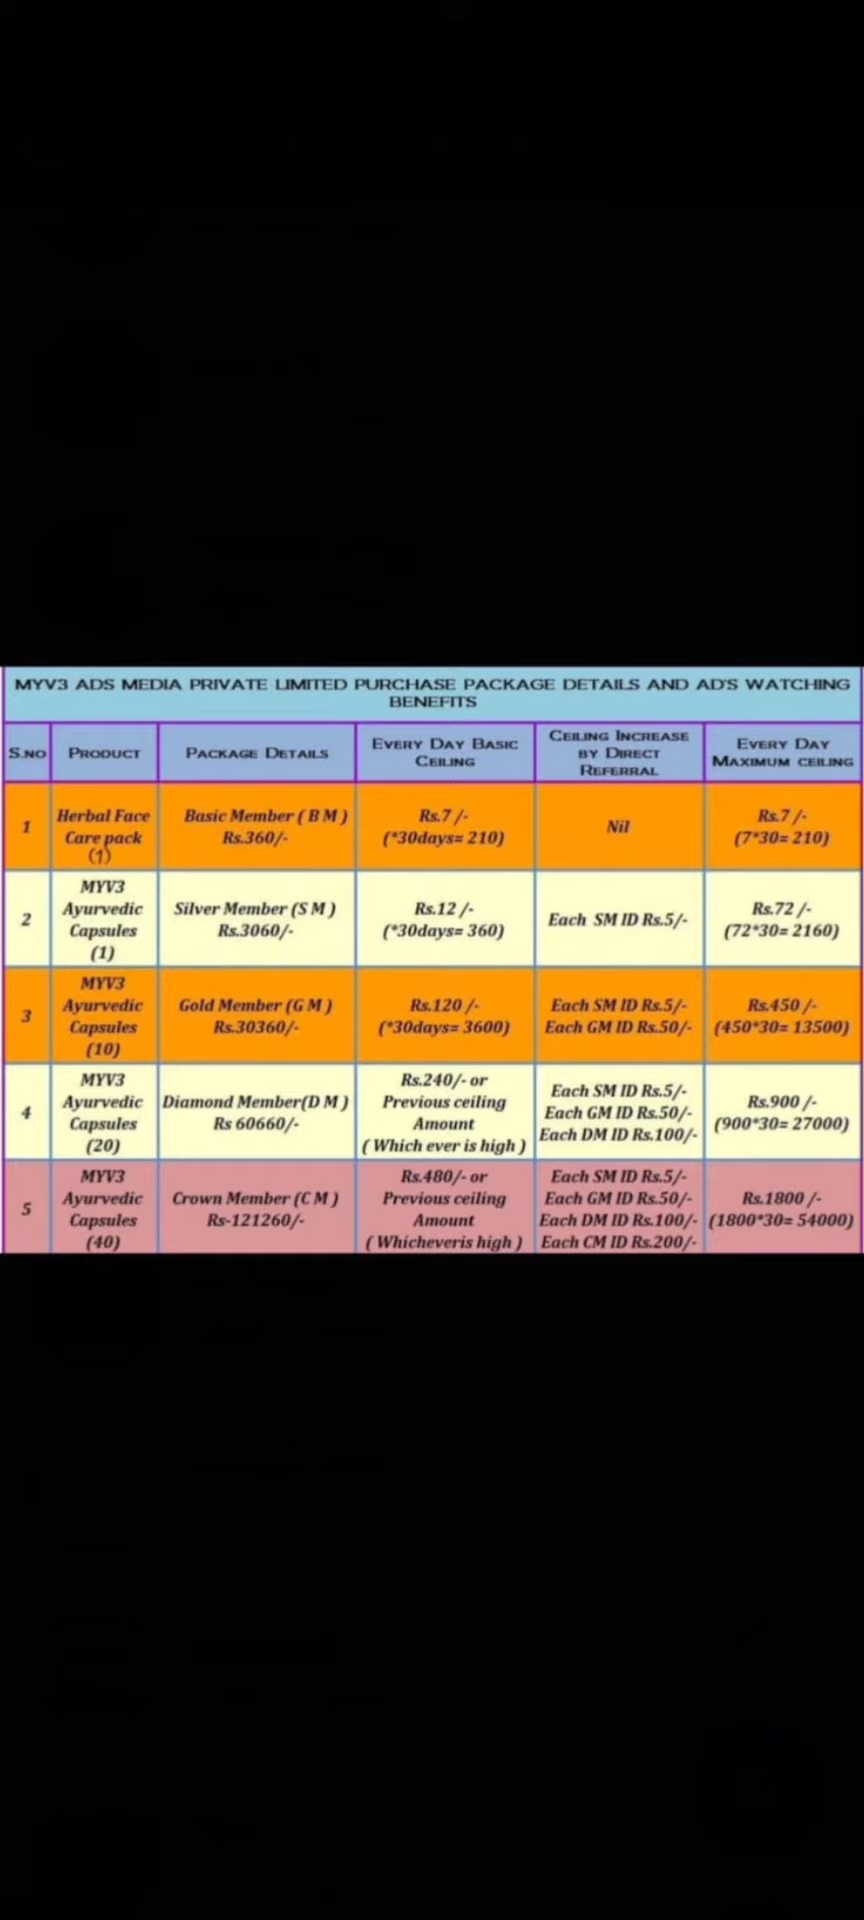 MYV3 ADS MEDIA PRIVATE LIMITED PURCHASE PACKAGE DETAILS AND AD'S WATCHING
BENEFITS
S.NO
PRODUCT
PACKAGE DETAILS
EVERY DAY BASIC
CEILING
CEILING INCREASE
BY DIRECT
REFERRAL
EVERY DAY
MAXIMUM CEILING
1
Herbal Face
Care pack
(1)
Basic Member ( B M )
Rs.360/-
Rs.7 /-
(*30days= 210)
Nil
Rs.7 /-
(7*30= 210)
2
MYV3
Ayurvedic
Capsules
(1)
Silver Member (S M )
Rs.3060/-
Rs.12 /-
(*30days= 360)
Each SM ID Rs.5/-
Rs.72 /-
(72*30= 2160)
3
MYV3
Ayurvedic
Capsules
(10)
Gold Member (G M )
Rs.30360/-
Rs.120 /-
(*30days= 3600)
Each SM ID Rs.5/-
Each GM ID Rs.50/-
Rs.450 /-
(450*30= 13500)
4
MYV3
Ayurvedic
Capsules
(20)
Diamond Member(D M )
Rs 60660/-
Rs.240/- or
Previous ceiling
Amount
( Which ever is high )
Each SM ID Rs.5/-
Each GM ID Rs.50/-
Each DM ID Rs.100/-
Rs.900 /-
(900*30= 27000)
5
MYV3
Ayurvedic
Capsules
(40)
Crown Member (C M )
Rs-121260/-
Rs.480/- or
Previous ceiling
Amount
( Whicheveris high )
Each SM ID Rs.5/-
Each GM ID Rs.50/-
Each DM ID Rs.100/-
Each CM ID Rs.200/-
Rs.1800 /-
(1800*30= 54000)